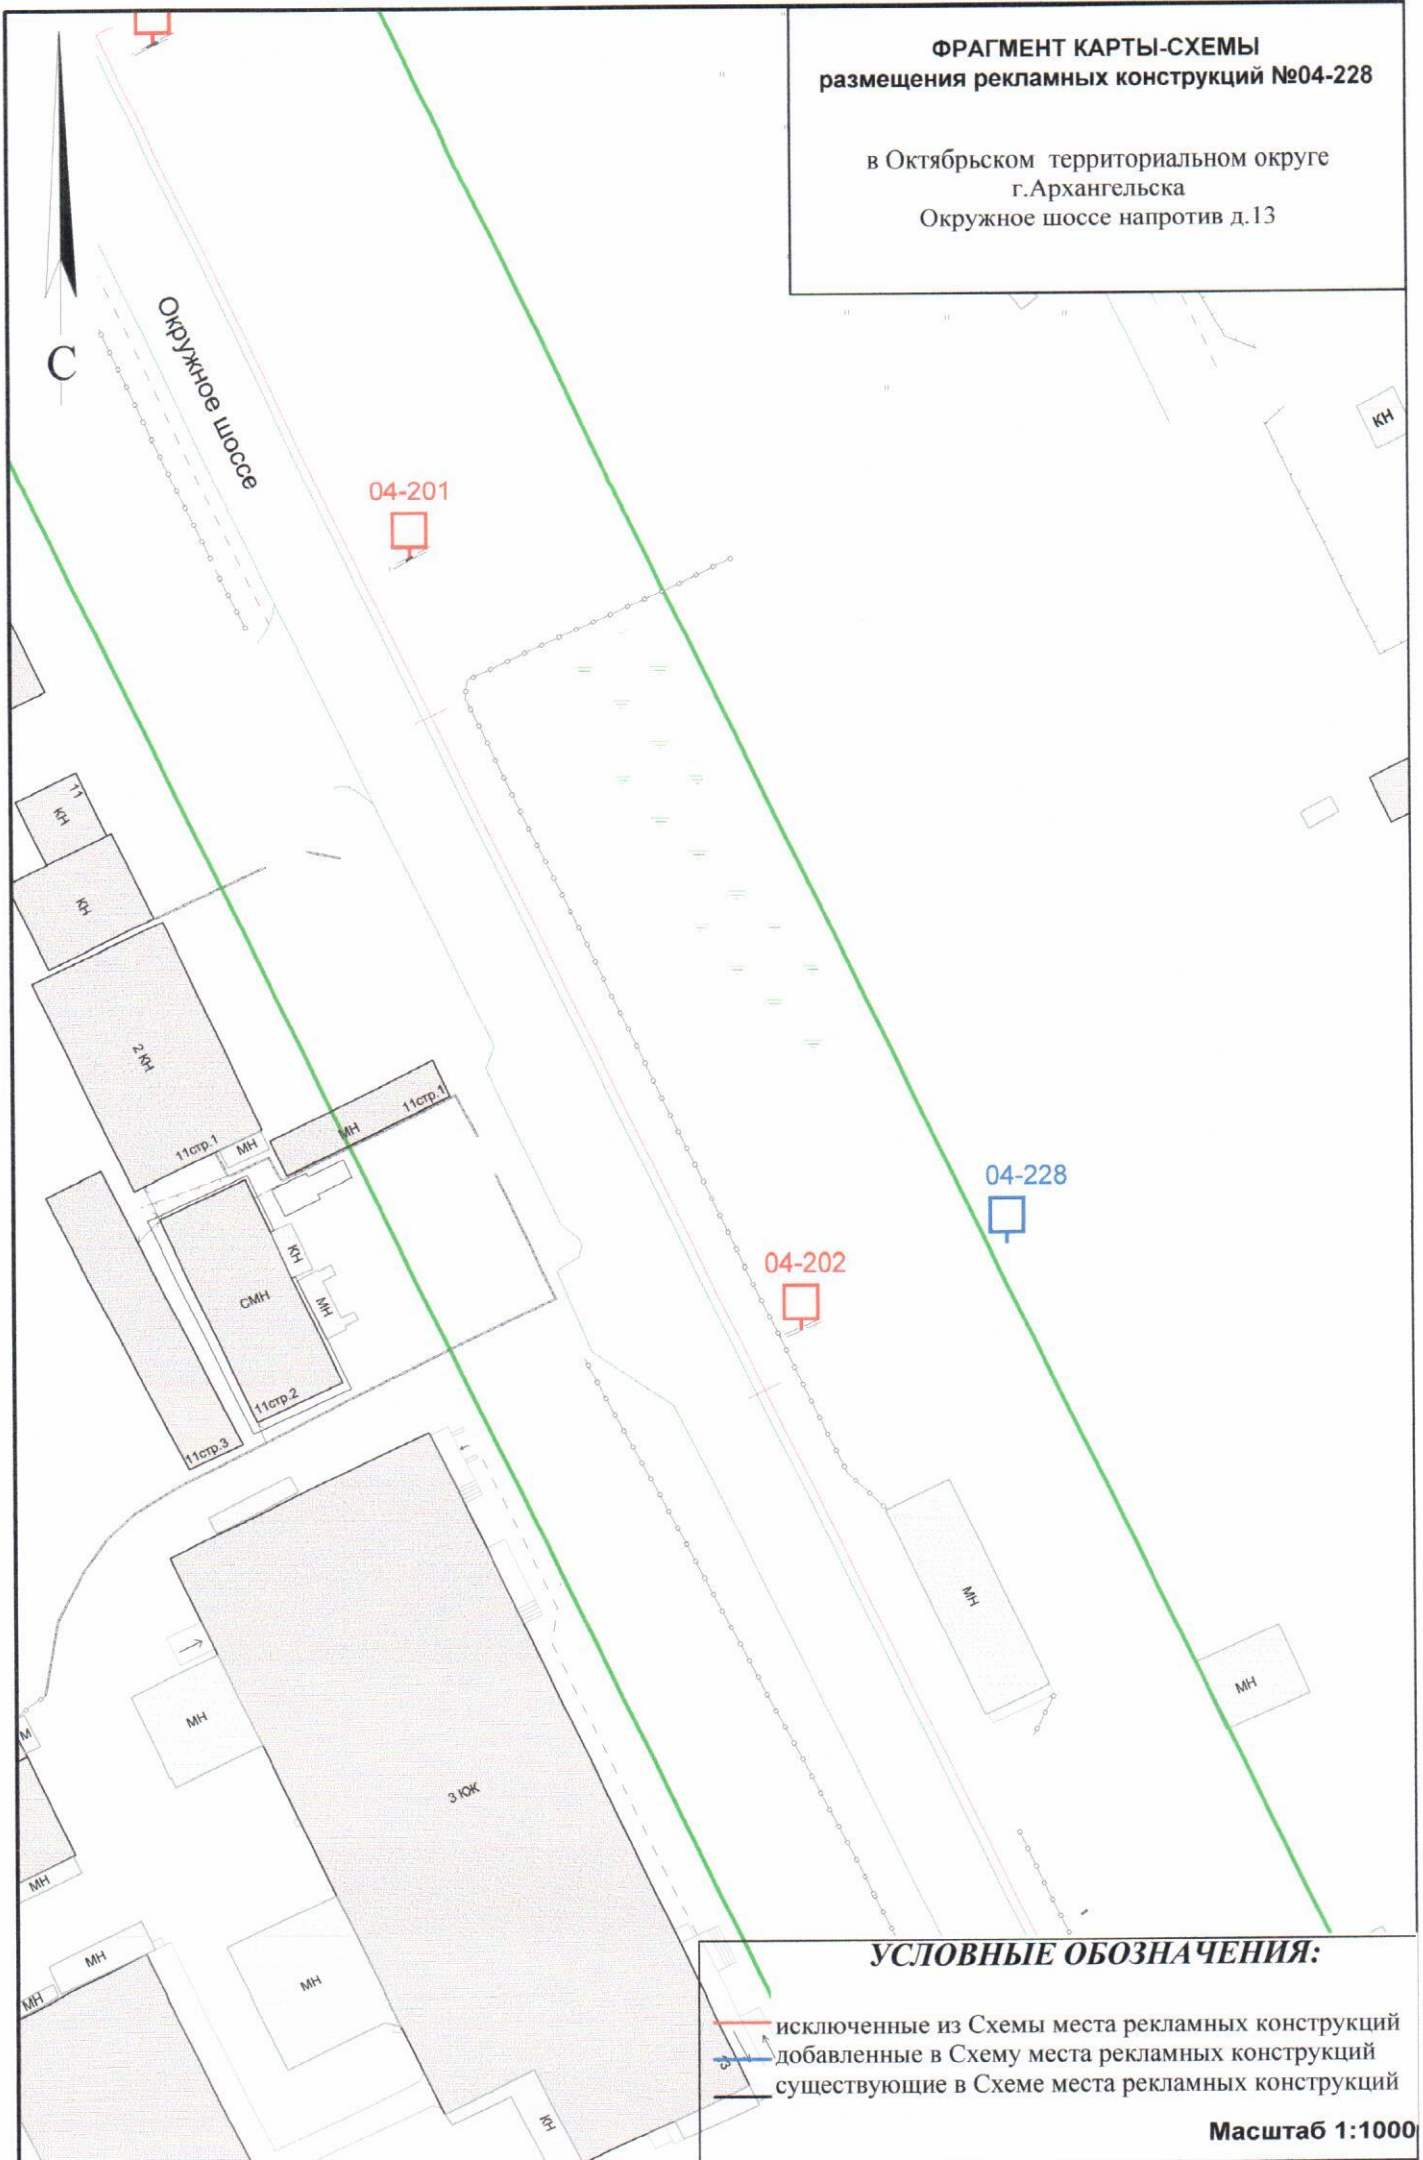 ФРАГМЕНТ КАРТЫ-СХЕМЫ
размещения рекламных конструкций №04-228
в Октябрьском территориальном округе
г.Архангельска
Окружное шоссе напротив д.13
С
Окружное шоссе
КН
04-201
11
КН
КН
2 КН
11стр.1
МН
МН
11стр.1
04-228
04-202
КН
СМН
МН
11стр.2
11стр.3
МН
МН
МН
М
3 ЮЖ
МН
МН
МН
МН
КН
13
УСЛОВНЫЕ ОБОЗНАЧЕНИЯ:
исключенные из Схемы места рекламных конструкций
добавленные в Схему места рекламных конструкций
существующие в Схеме места рекламных конструкций
Масштаб 1:1000